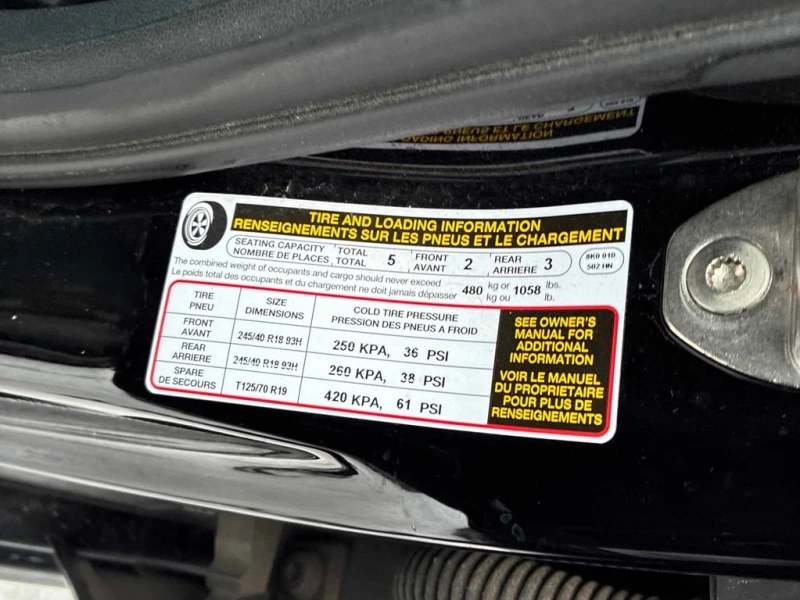 TIRE AND LOADING INFORMATION
RENSEIGNEMENTS SUR LES PNEUS ET LE CHARGEMENT
SEATING CAPACITY TOTAL 5 FRONT 2 REAR 3
NOMBRE DE PLACES TOTAL AVANT ARRIERE
8K0 010
502 HN
The combined weight of occupants and cargo should never exceed 480 kg or 1058 lbs.
Le poids total des occupants et du chargement ne doit jamais dépasser kg ou lb.
TIRE SIZE COLD TIRE PRESSURE
PNEU DIMENSIONS PRESSION DES PNEUS A FROID
FRONT
AVANT 245/40 R18 93H 250 KPA, 36 PSI
REAR
ARRIERE 245/40 R18 93H 260 KPA, 38 PSI
SPARE
DE SECOURS T125/70 R19 420 KPA, 61 PSI
SEE OWNER'S
MANUAL FOR
ADDITIONAL
INFORMATION
VOIR LE MANUEL
DU PROPRIETAIRE
POUR PLUS DE
RENSEIGNEMENTS